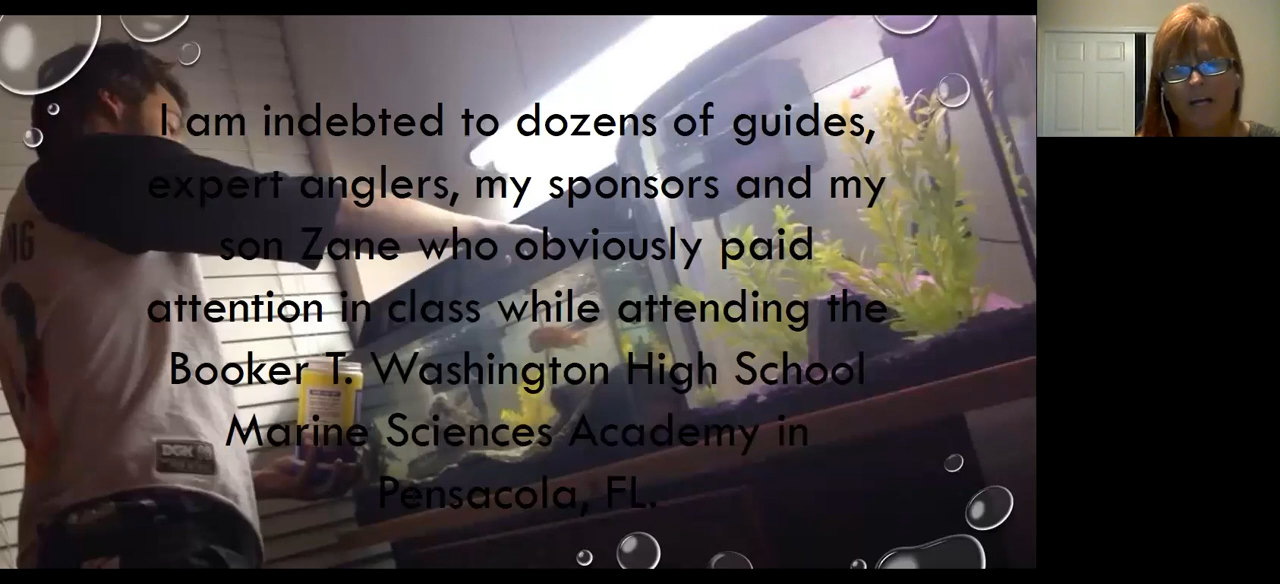 I am indebted to dozens of guides,
expert anglers, my sponsors and my
son Zane who obviously paid
attention in class while attending the
Booker T. Washington High School
Marine Sciences Academy in
Pensacola, FL.
DGK